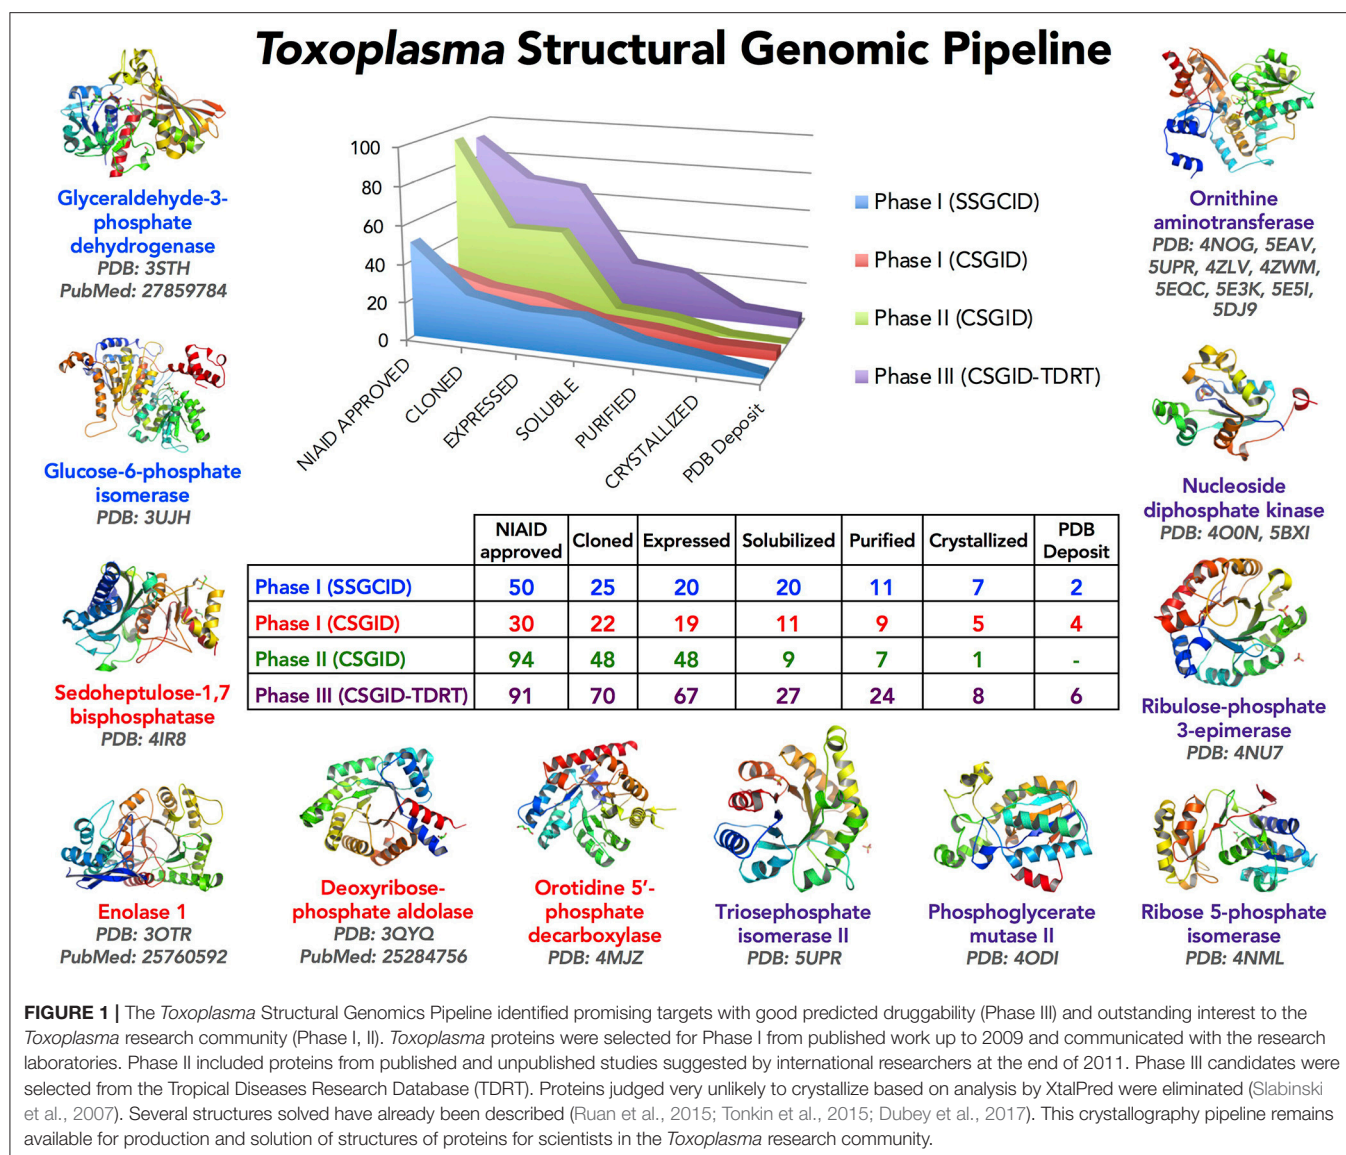 Toxoplasma Structural Genomic Pipeline
Glyceraldehyde-3-
phosphate
dehydrogenase
PDB: 3STH
PubMed: 27859784
Glucose-6-phosphate
isomerase
PDB: 3UJH
Sedoheptulose-1,7
bisphosphatase
PDB: 4IR8
Enolase 1
PDB: 3OTR
PubMed: 25760592
100
80
60
40
20
0
NIAID APPROVED
CLONED
EXPRESSED
SOLUBLE
PURIFIED
CRYSTALLIZED
PDB Deposit
Phase I (SSGCID)
Phase I (CSGID)
Phase II (CSGID)
Phase III (CSGID-TDRT)
NIAID approved Cloned Expressed Solubilized Purified Crystallized PDB Deposit
Phase I (SSGCID) 50 25 20 20 11 7 2
Phase I (CSGID) 30 22 19 11 9 5 4
Phase II (CSGID) 94 48 48 9 7 1 -
Phase III (CSGID-TDRT) 91 70 67 27 24 8 6
Deoxyribose-
phosphate aldolase
PDB: 3QYQ
PubMed: 25284756
Orotidine 5’-
phosphate
decarboxylase
PDB: 4MJZ
Triosephosphate
isomerase II
PDB: 5UPR
Phosphoglycerate
mutase II
PDB: 4ODI
Ornithine
aminotransferase
PDB: 4NOG, 5EAV,
5UPR, 4ZLV, 4ZWM,
5EQC, 5E3K, 5E5I,
5DJ9
Nucleoside
diphosphate kinase
PDB: 4O0N, 5BXI
Ribulose-phosphate
3-epimerase
PDB: 4NU7
Ribose 5-phosphate
isomerase
PDB: 4NML
FIGURE 1 | The Toxoplasma Structural Genomics Pipeline identified promising targets with good predicted druggability (Phase III) and outstanding interest to the
Toxoplasma research community (Phase I, II). Toxoplasma proteins were selected for Phase I from published work up to 2009 and communicated with the research
laboratories. Phase II included proteins from published and unpublished studies suggested by international researchers at the end of 2011. Phase III candidates were
selected from the Tropical Diseases Research Database (TDRT). Proteins judged very unlikely to crystallize based on analysis by XtalPred were eliminated (Slabinski
et al., 2007). Several structures solved have already been described (Ruan et al., 2015; Tonkin et al., 2015; Dubey et al., 2017). This crystallography pipeline remains
available for production and solution of structures of proteins for scientists in the Toxoplasma research community.